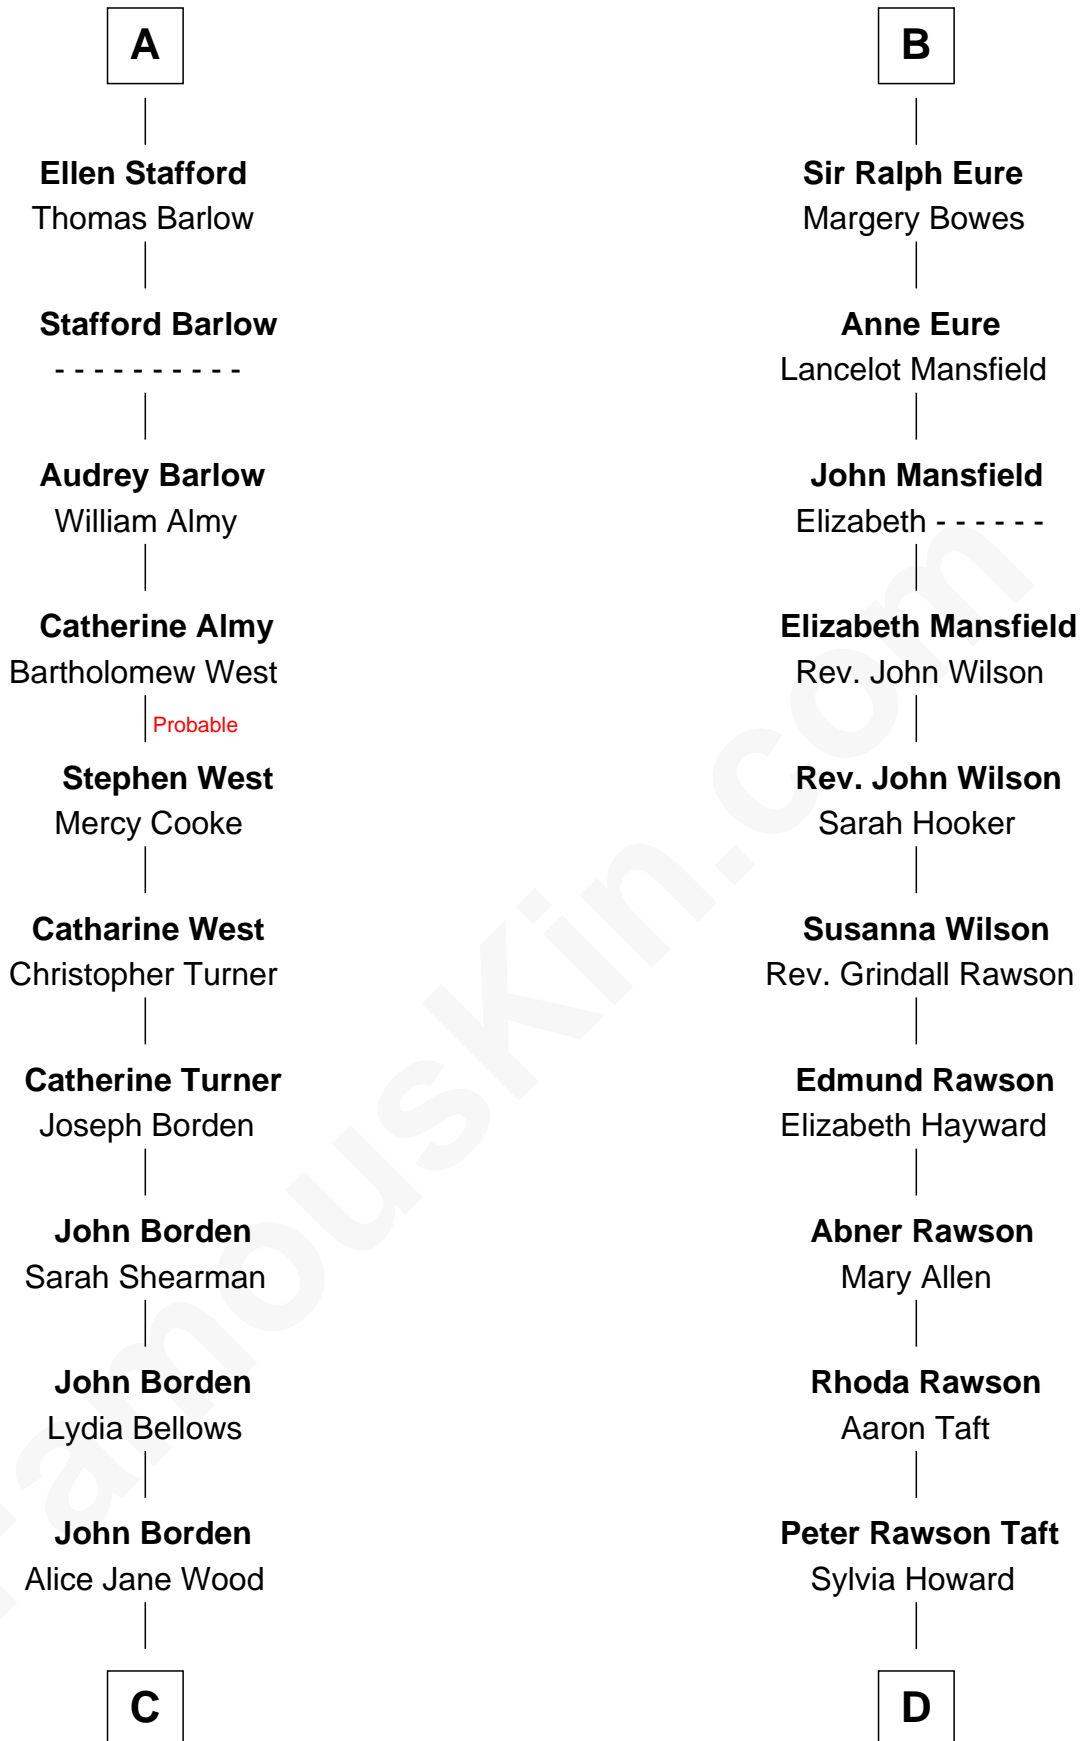 A
Ellen Stafford
Thomas Barlow
Stafford Barlow
- - - - - - - - - -
Audrey Barlow
William Almy
Catherine Almy
Bartholomew West
Probable
Stephen West
Mercy Cooke
Catharine West
Christopher Turner
Catherine Turner
Joseph Borden
John Borden
Sarah Shearman
John Borden
Lydia Bellows
John Borden
Alice Jane Wood
C
B
Sir Ralph Eure
Margery Bowes
Anne Eure
Lancelot Mansfield
John Mansfield
Elizabeth - - - - - -
Elizabeth Mansfield
Rev. John Wilson
Rev. John Wilson
Sarah Hooker
Susanna Wilson
Rev. Grindall Rawson
Edmund Rawson
Elizabeth Hayward
Abner Rawson
Mary Allen
Rhoda Rawson
Aaron Taft
Peter Rawson Taft
Sylvia Howard
D
FamousKin.com